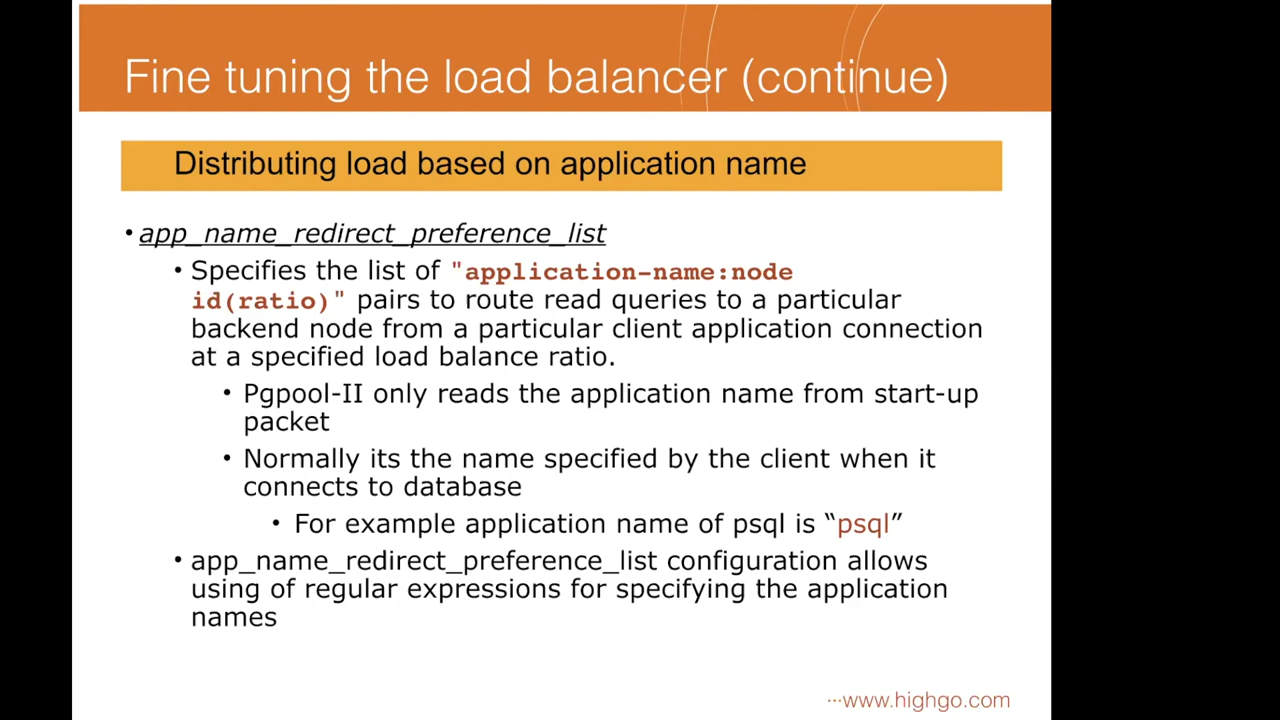 Fine tuning the load balancer (continue)
Distributing load based on application name
• app_name_redirect_preference_list
• Specifies the list of "application-name:node
id(ratio)" pairs to route read queries to a particular
backend node from a particular client application connection
at a specified load balance ratio.
• Pgpool-II only reads the application name from start-up
packet
• Normally its the name specified by the client when it
connects to database
• For example application name of psql is “psql”
• app_name_redirect_preference_list configuration allows
using of regular expressions for specifying the application
names
···www.highgo.com